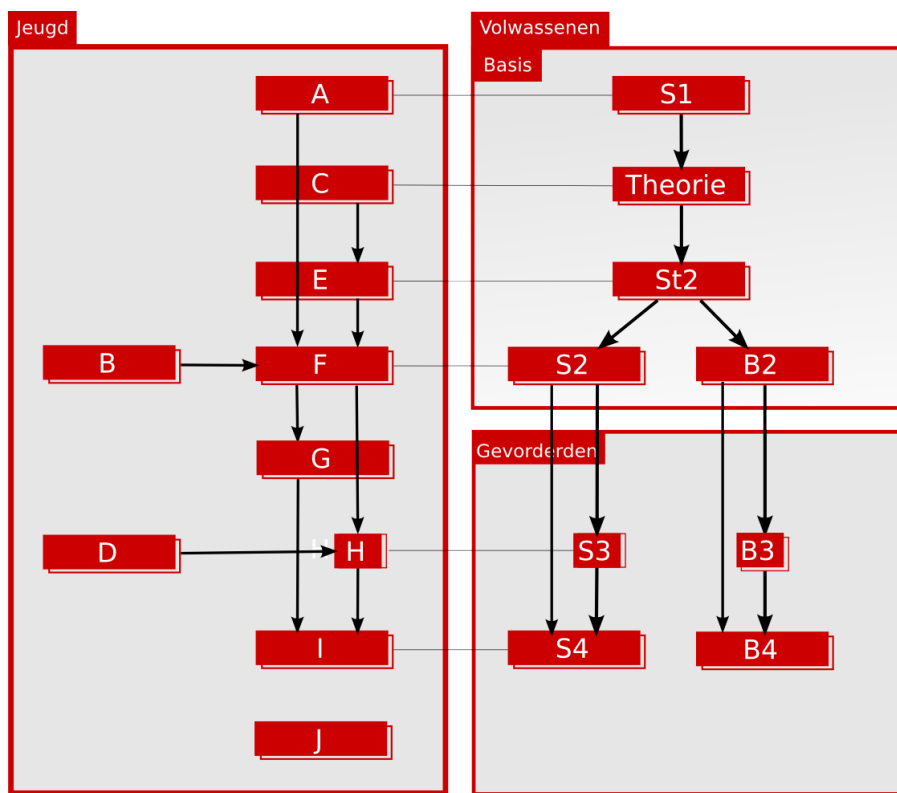 Jeugd
A
C
E
B
F
G
D
H
I
J
Volwassenen
Basis
S1
Theorie
St2
S2
B2
Gevorderden
S3
B3
S4
B4